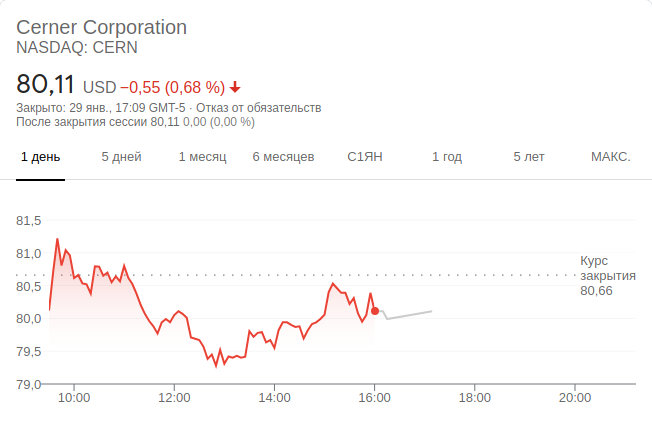 Cerner Corporation
NASDAQ: CERN
80,11 USD −0,55 (0,68 %)
Закрыто: 29 янв., 17:09 GMT-5 · Отказ от обязательств
После закрытия сессии 80,11 0,00 (0,00 %)
1 день 5 дней 1 месяц 6 месяцев С1ЯН 1 год 5 лет МАКС.
81,5
81,0
80,5
80,0
79,5
79,0
Курс
закрытия
80,66
10:00 12:00 14:00 16:00 18:00 20:00